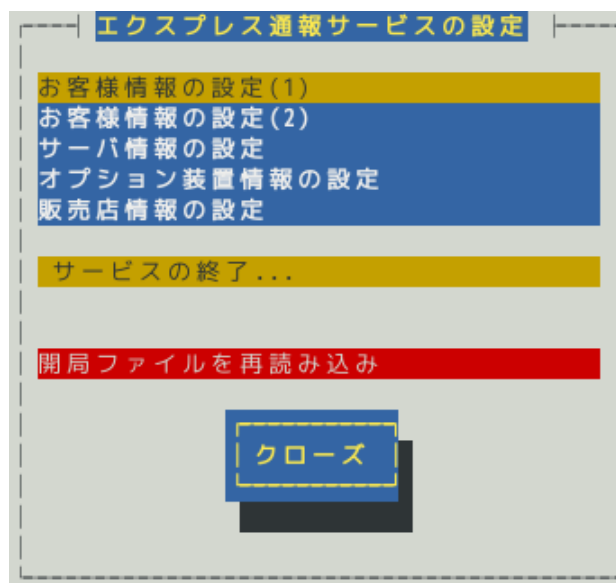 エクスプレス通報サービスの設定
お客様情報の設定(1)
お客様情報の設定(2)
サーバ情報の設定
オプション装置情報の設定
販売店情報の設定
サービスの終了...
開局ファイルを再読み込み
クローズ